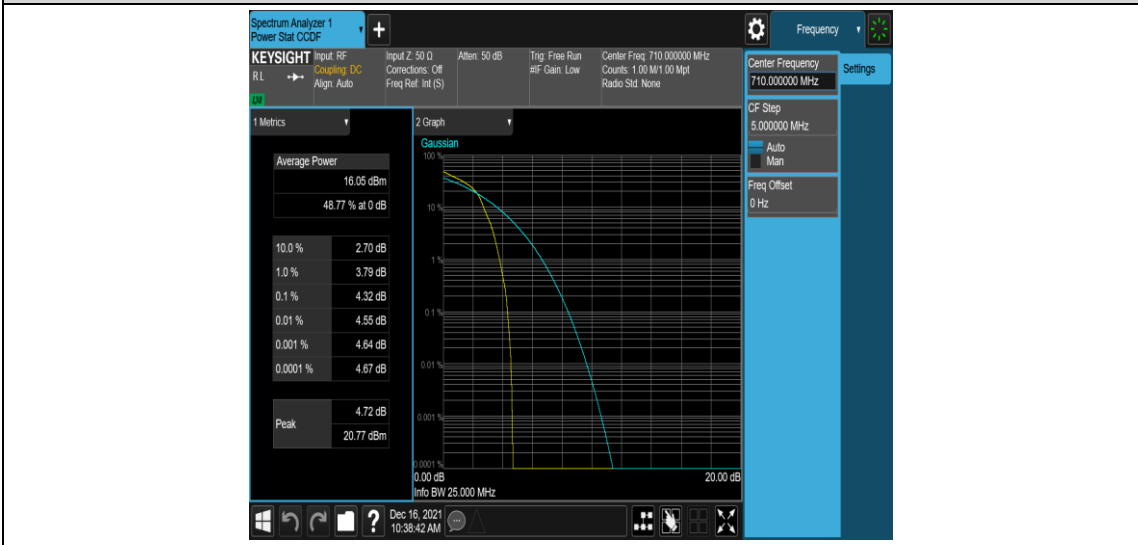 Spectrum Analyzer 1
Power Stat CCDF
+
Frequency
KEYSIGHT
RL
LXI
Input: RF
Coupling: DC
Align: Auto
Input Z: 50 Ω
Corrections: Off
Freq Ref: Int (S)
Atten: 50 dB
Trig: Free Run
#IF Gain: Low
Center Freq: 710.000000 MHz
Counts: 1.00 M/1.00 Mpt
Radio Std: None
Center Frequency
710.000000 MHz
Settings
CF Step
5.000000 MHz
Auto
Man
Freq Offset
0 Hz
1 Metrics
Average Power
16.05 dBm
48.77 % at 0 dB
10.0 % 2.70 dB
1.0 % 3.79 dB
0.1 % 4.32 dB
0.01 % 4.55 dB
0.001 % 4.64 dB
0.0001 % 4.67 dB
Peak
4.72 dB
20.77 dBm
2 Graph
Gaussian
100 %
10 %
1 %
0.1 %
0.01 %
0.001 %
0.0001 %
0.00 dB 20.00 dB
Info BW 25.000 MHz
?
Dec 16, 2021
10:38:42 AM